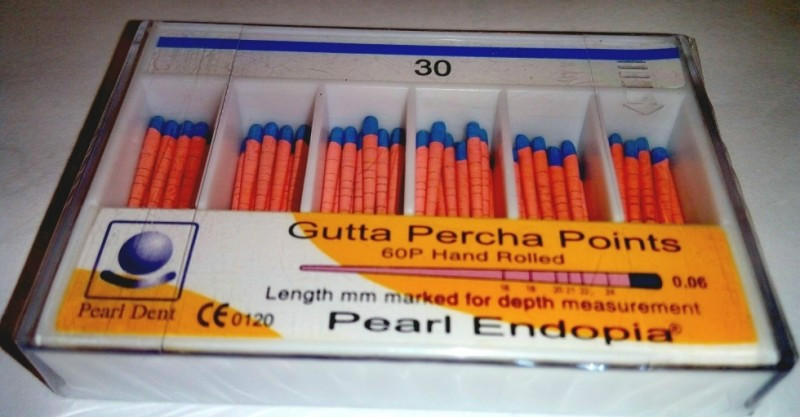 30
Gutta Percha Points
60P Hand Rolled
0.06
Length mm marked for depth measurement
Pearl Dent
CE 0120
Pearl Endopia®